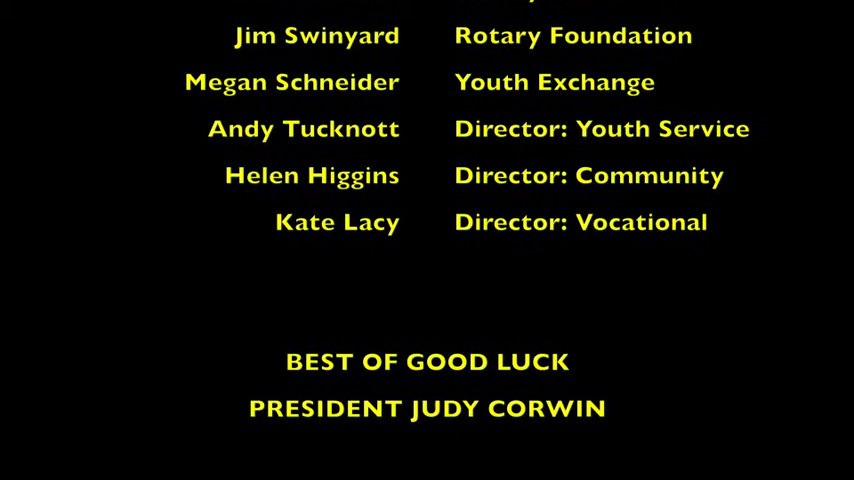 Jim Swinyard Rotary Foundation
Megan Schneider Youth Exchange
Andy Tucknott Director: Youth Service
Helen Higgins Director: Community
Kate Lacy Director: Vocational
BEST OF GOOD LUCK
PRESIDENT JUDY CORWIN